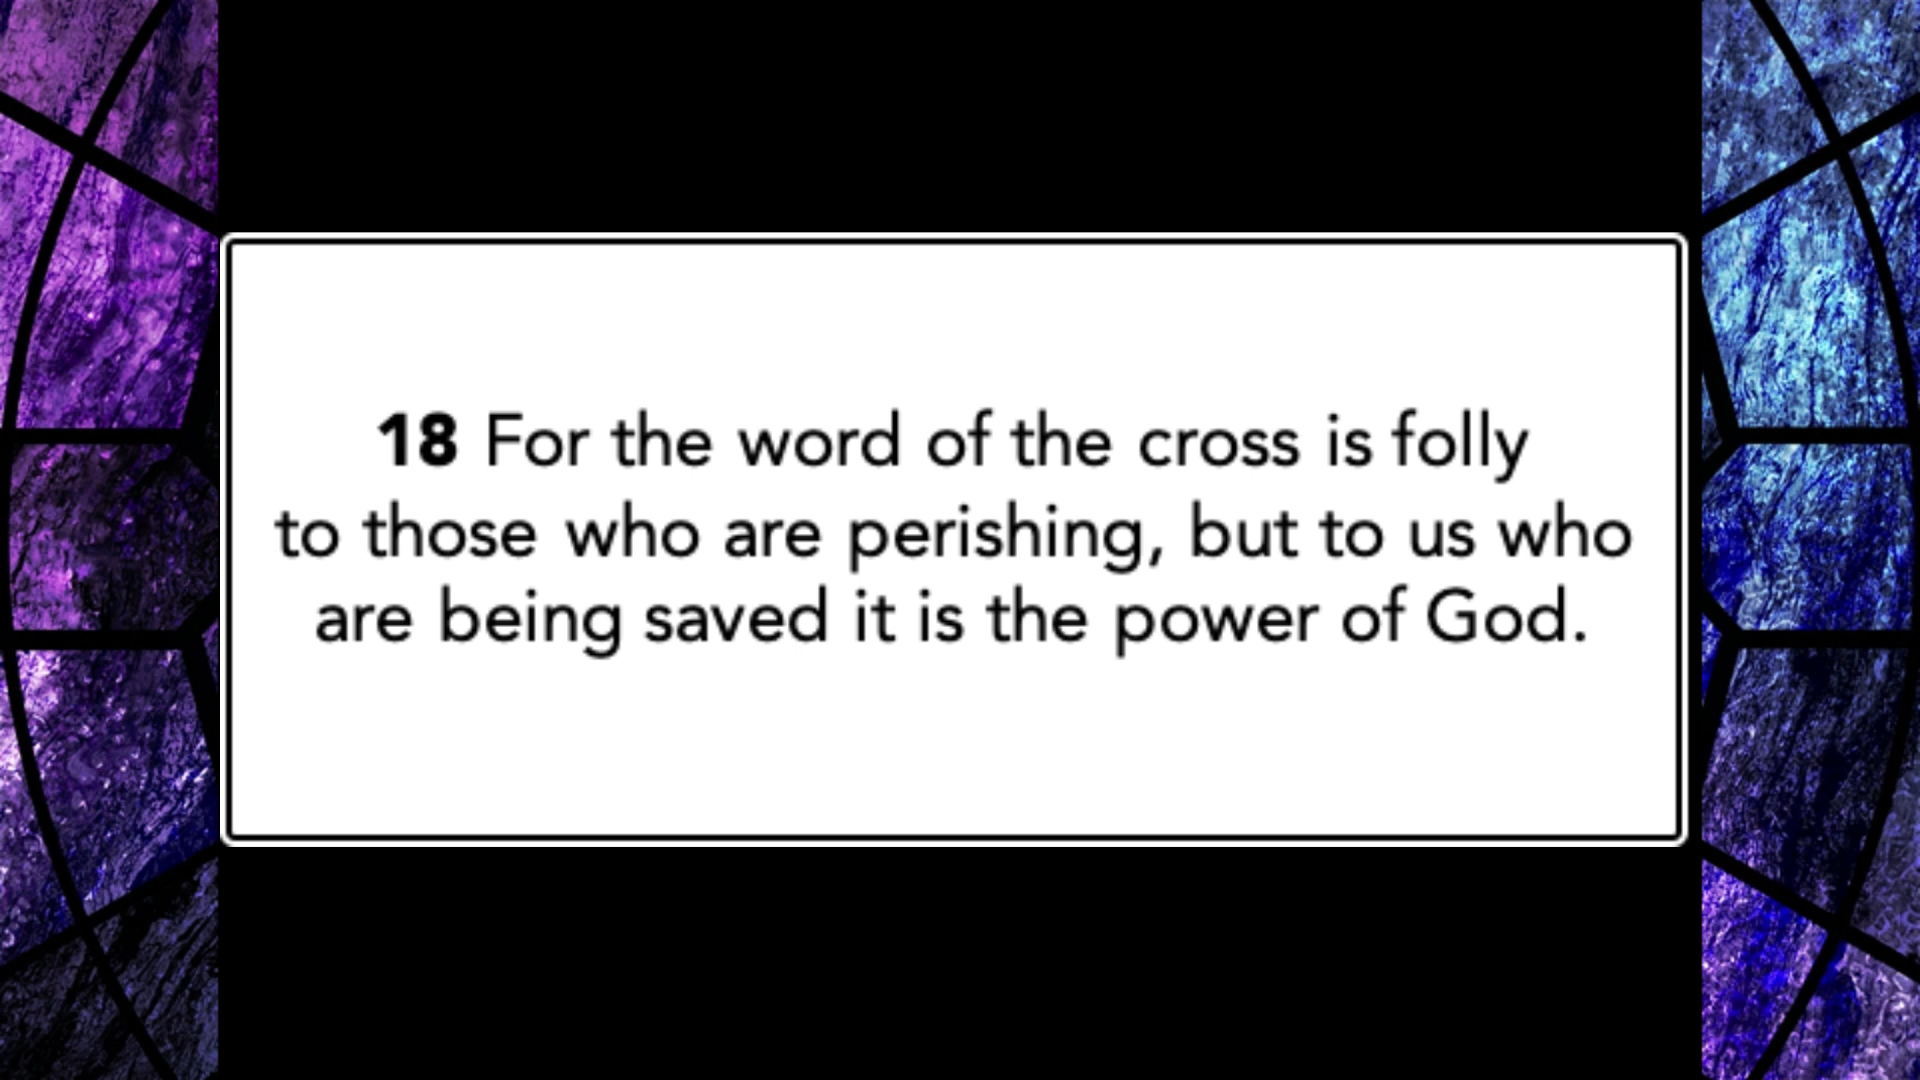 18 For the word of the cross is folly
to those who are perishing, but to us who
are being saved it is the power of God.